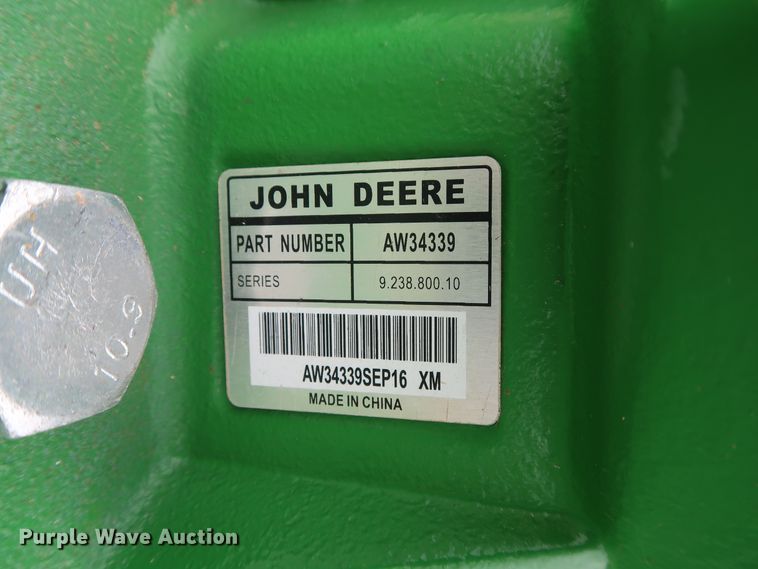 JOHN DEERE
PART NUMBER AW34339
SERIES 9.238.800.10
AW34339SEP16 XM
MADE IN CHINA
UH
10.9
Purple Wave Auction